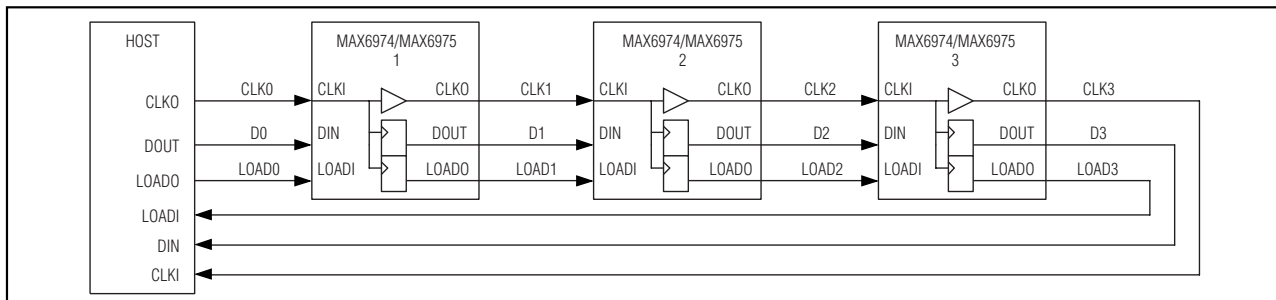 HOST
MAX6974/MAX6975
1
MAX6974/MAX6975
2
MAX6974/MAX6975
3
CLKO CLK0 CLKI CLKO CLK1 CLKI CLKO CLK2 CLKI CLKO CLK3
DOUT D0 DIN DOUT D1 DIN DOUT D2 DIN DOUT D3
LOADO LOAD0 LOADI LOADO LOAD1 LOADI LOADO LOAD2 LOADI LOADO LOAD3
LOADI
DIN
CLKI